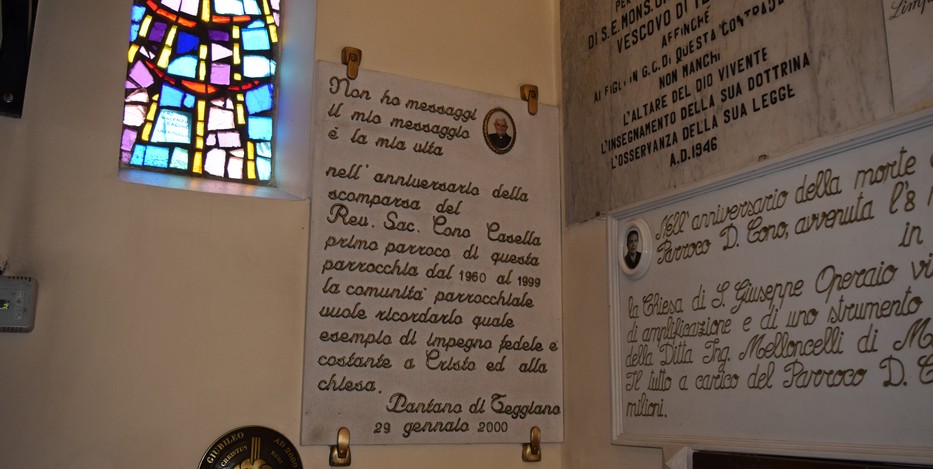 DI S.E. MONS. 
VESCOVO DI
AFFINCHÉ
AI FIGLI IN G.C. DI QUESTA CONTRADA
NON MANCHI
L'ALTARE DEL DIO VIVENTE
L'INSEGNAMENTO DELLA SUA DOTTRINA
L'OSSERVANZA DELLA SUA LEGGE
A.D. 1946
Non ho messaggi
il mio messaggio
é la mia vita
nell' anniversario della
scomparsa del
Rev. Sac. Cono Casella
primo parroco di questa
parrocchia dal 1960 al 1999
la comunita' parrocchiale
vuole ricordarlo quale
esempio di impegno fedele e
costante a Cristo ed alla
chiesa.
Pantano di Teggiano
29 gennaio 2000
Nell' anniversario della morte
Parroco D. Cono, avvenuta l'8
in
la Chiesa di S. Giuseppe Operaio
di amplificazione e di uno strumento
della Ditta Ing. Melloncelli di
Il tutto a carico del Parroco D.
milioni.
GIUBILEO AD
CHRISTUS